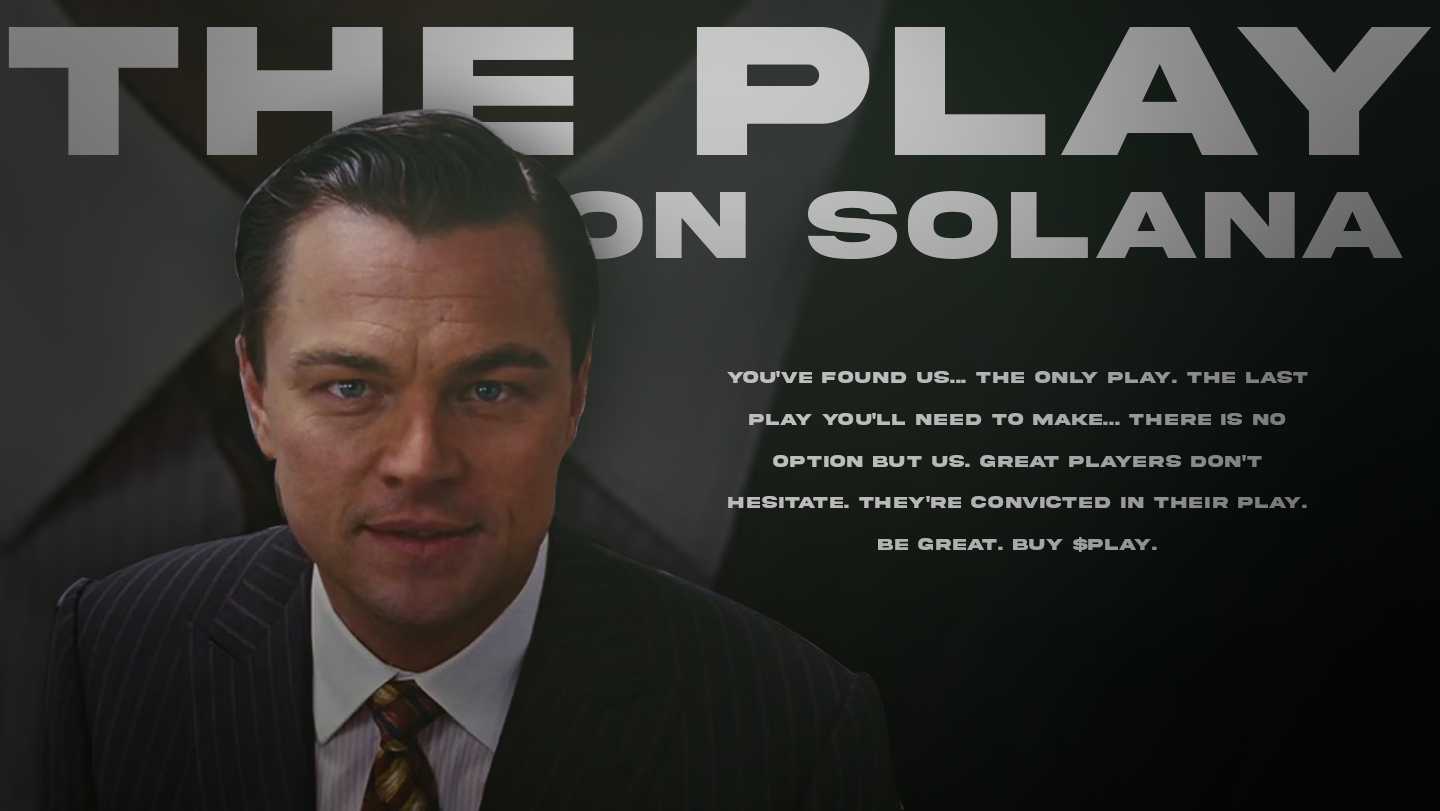 THE PLAY
ON SOLANA
YOU'VE FOUND US... THE ONLY PLAY. THE LAST
PLAY YOU'LL NEED TO MAKE... THERE IS NO
OPTION BUT US. GREAT PLAYERS DON'T
HESITATE. THEY'RE CONVICTED IN THEIR PLAY.
BE GREAT. BUY $PLAY.